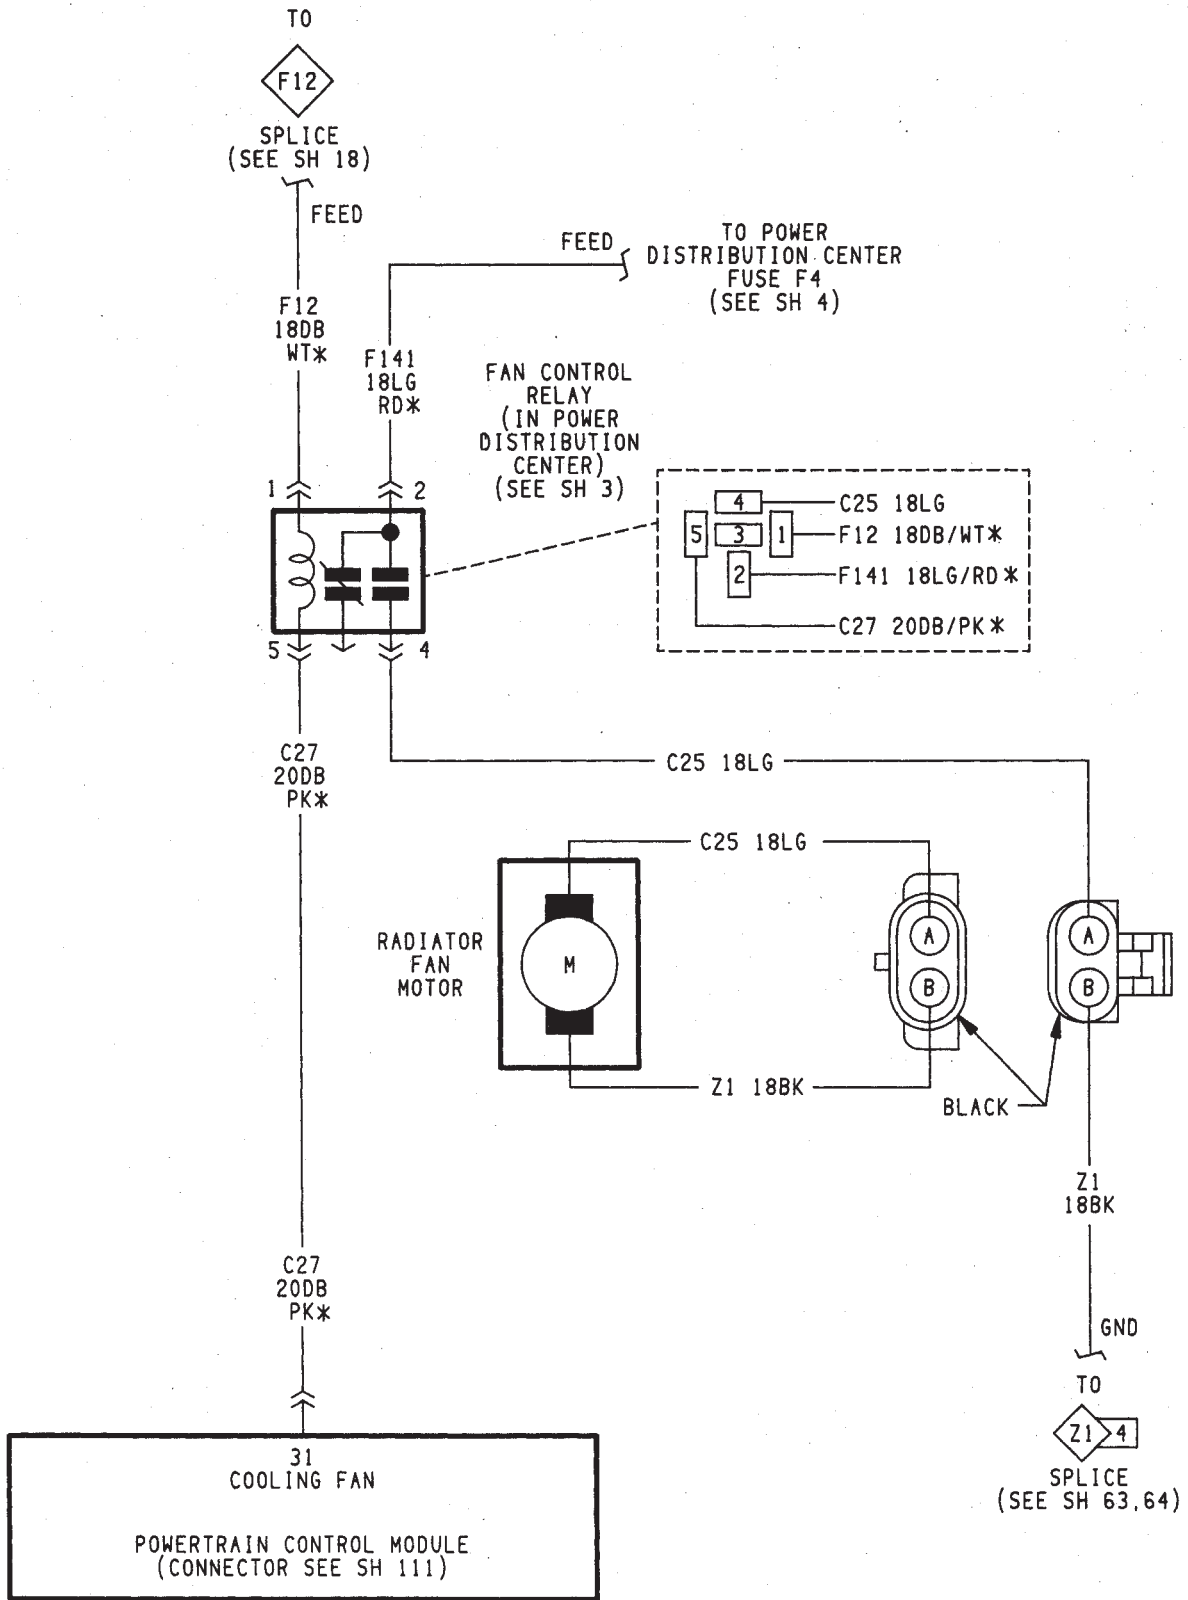 TO
F12
SPLICE
(SEE SH 18)
FEED
FEED
TO POWER
DISTRIBUTION CENTER
FUSE F4
(SEE SH 4)
F12
18DB
WT*
F141
18LG
RD*
FAN CONTROL
RELAY
(IN POWER
DISTRIBUTION
CENTER)
(SEE SH 3)
1
2
5
4
4
C25 18LG
5
3
1
F12 18DB/WT*
2
F141 18LG/RD*
C27 20DB/PK*
C27
20DB
PK*
C25 18LG
C25 18LG
RADIATOR
FAN
MOTOR
M
A
B
A
B
Z1 18BK
BLACK
Z1
18BK
GND
TO
Z1 4
SPLICE
(SEE SH 63,64)
C27
20DB
PK*
31
COOLING FAN
POWERTRAIN CONTROL MODULE
(CONNECTOR SEE SH 111)